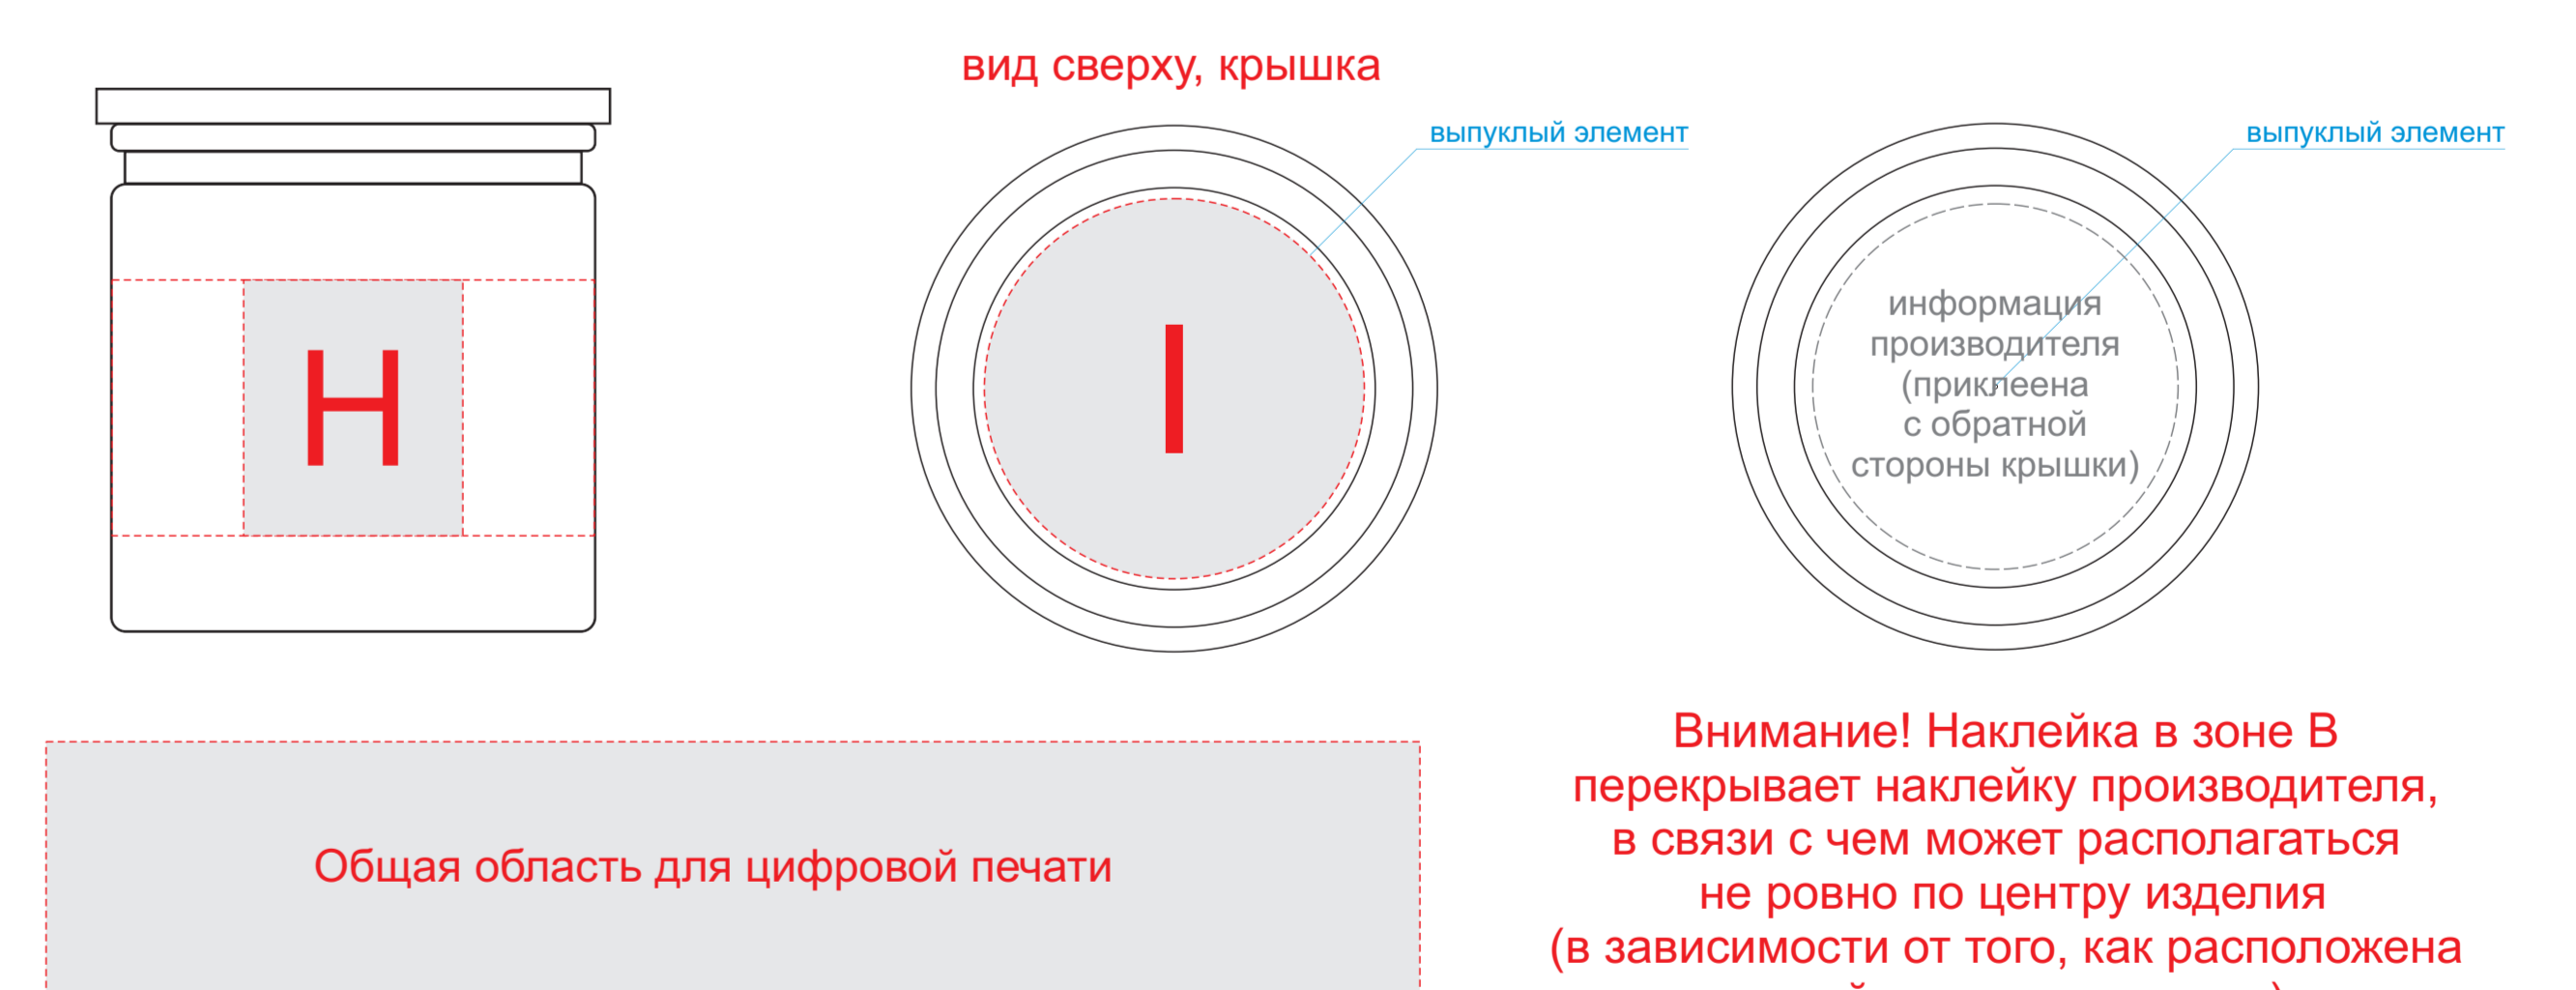 вид сверху, крышка
выпуклый элемент
выпуклый элемент
H
I
информация
производителя
(приклеена
с обратной
стороны крышки)
Внимание! Наклейка в зоне В
перекрывает наклейку производителя,
в связи с чем может располагаться
не ровно по центру изделия
(в зависимости от того, как расположена
Общая область для цифровой печати